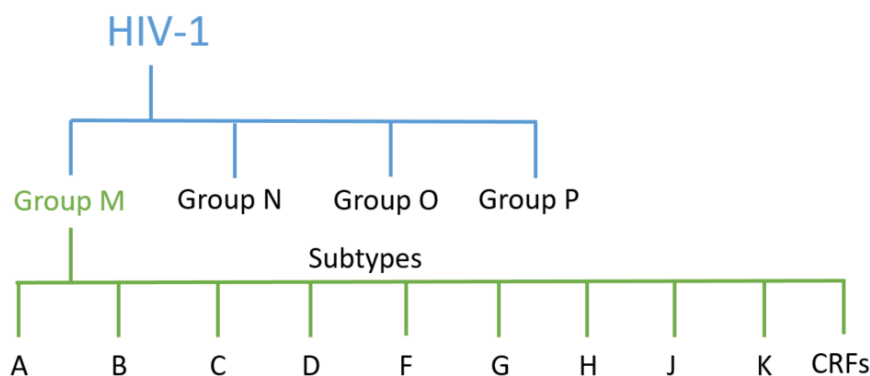 HIV-1
Group M Group N Group O Group P
Subtypes
A B C D F G H J K CRFs